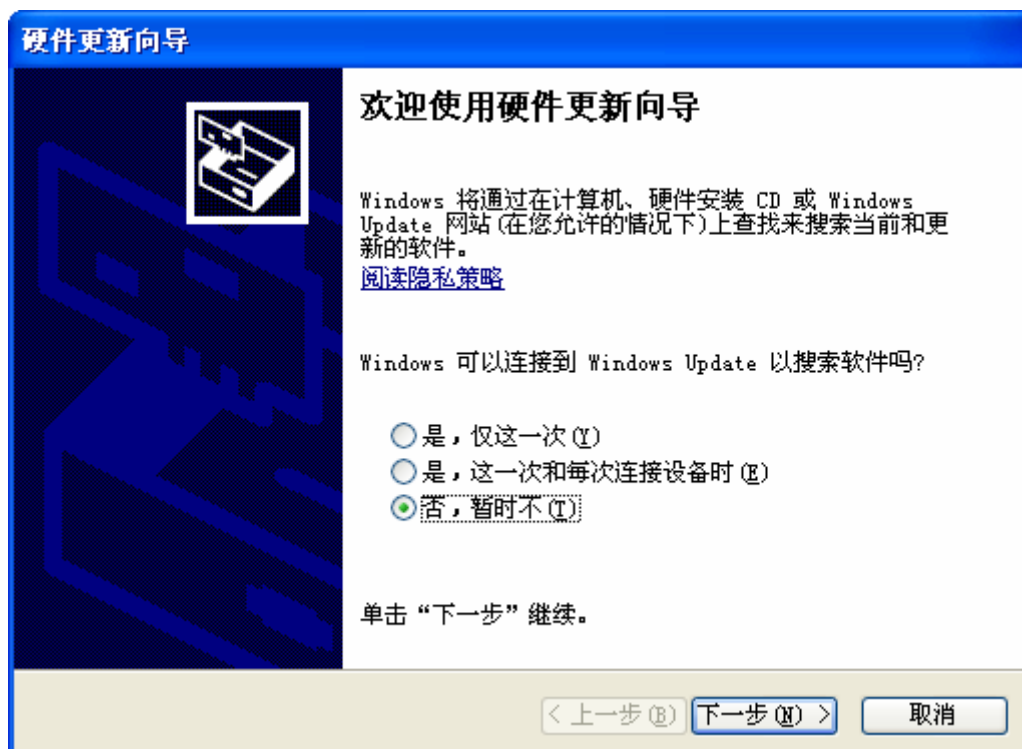 硬件更新向导
欢迎使用硬件更新向导
Windows 将通过在计算机、硬件安装 CD 或 Windows
Update 网站(在您允许的情况下)上查找来搜索当前和更
新的软件。
阅读隐私策略
Windows 可以连接到 Windows Update 以搜索软件吗?
是，仅这一次(Y)
是，这一次和每次连接设备时(E)
否，暂时不(T)
单击“下一步”继续。
< 上一步(B) 下一步(N) > 取消